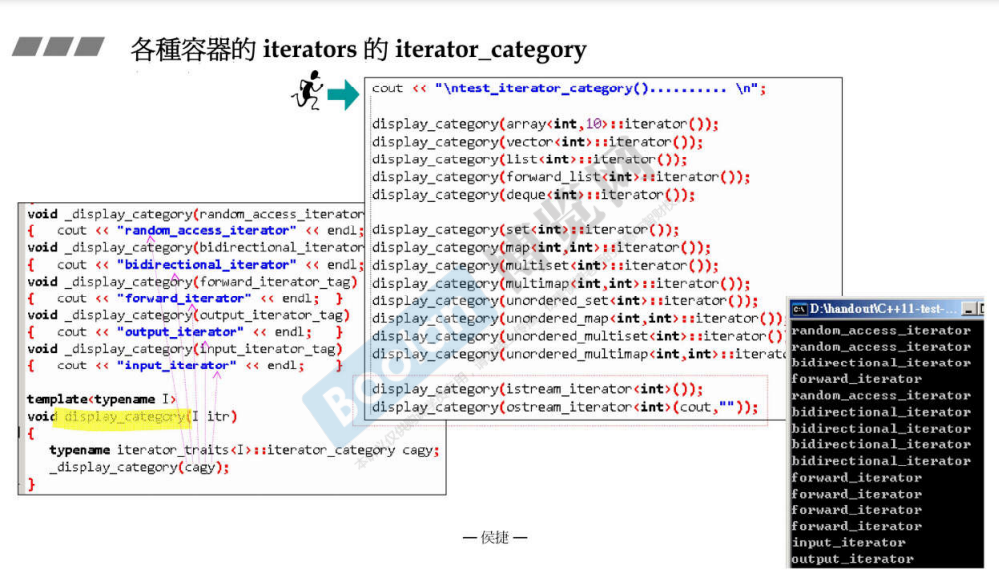 各種容器的 iterators 的 iterator_category
cout << "\ntest_iterator_category().......... \n";
display_category(array<int,10>::iterator());
display_category(vector<int>::iterator());
display_category(list<int>::iterator());
display_category(forward_list<int>::iterator());
display_category(deque<int>::iterator());
display_category(set<int>::iterator());
display_category(map<int,int>::iterator());
display_category(multiset<int>::iterator());
display_category(multimap<int,int>::iterator());
display_category(unordered_set<int>::iterator());
display_category(unordered_map<int,int>::iterator())
display_category(unordered_multiset<int>::iterator()
display_category(unordered_multimap<int,int>::iterato
display_category(istream_iterator<int>());
display_category(ostream_iterator<int>(cout,""));
void _display_category(random_access_iterator
{ cout << "random_access_iterator" << endl;
void _display_category(bidirectional_iterator
{ cout << "bidirectional_iterator" << endl;
void _display_category(forward_iterator_tag)
{ cout << "forward_iterator" << endl; }
void _display_category(output_iterator_tag)
{ cout << "output_iterator" << endl; }
void _display_category(input_iterator_tag)
{ cout << "input_iterator" << endl; }
template<typename I>
void display_category(I itr)
{
typename iterator_traits<I>::iterator_category cagy;
_display_category(cagy);
}
D:\handout\C++11-test-...
random_access_iterator
random_access_iterator
bidirectional_iterator
forward_iterator
random_access_iterator
bidirectional_iterator
bidirectional_iterator
bidirectional_iterator
bidirectional_iterator
forward_iterator
forward_iterator
forward_iterator
forward_iterator
input_iterator
output_iterator
— 侯捷 —
博览网